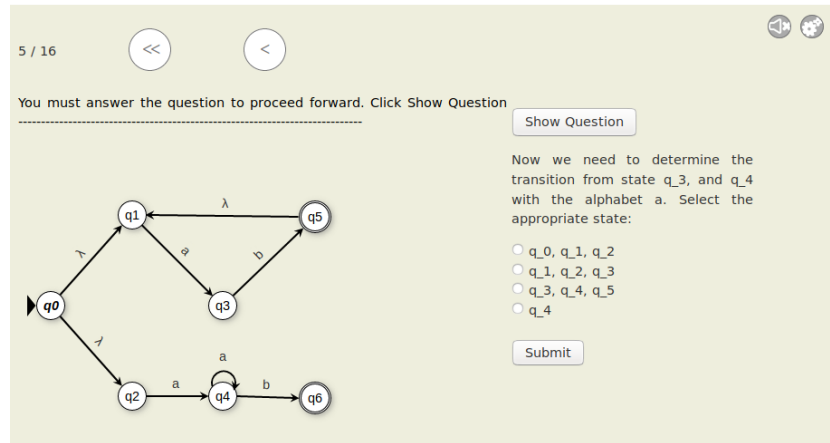 5 / 16
<<
<
You must answer the question to proceed forward. Click Show Question
--------------------------------------------------------------------------
Show Question
Now we need to determine the
transition from state q_3, and q_4
with the alphabet a. Select the
appropriate state:
q_0, q_1, q_2
q_1, q_2, q_3
q_3, q_4, q_5
q_4
Submit
λ
q1
q5
λ
a
b
q0
q3
λ
a
a
b
q2
q4
q6